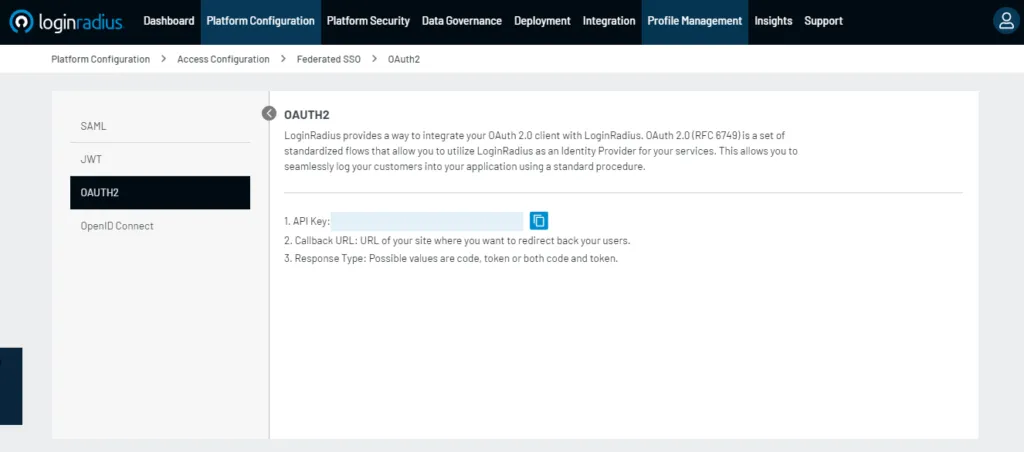 loginradius
Dashboard Platform Configuration Platform Security Data Governance Deployment Integration Profile Management Insights Support
Platform Configuration > Access Configuration > Federated SSO > OAuth2
SAML
JWT
OAUTH2
OpenID Connect
OAUTH2
LoginRadius provides a way to integrate your OAuth 2.0 client with LoginRadius. OAuth 2.0 (RFC 6749) is a set of
standardized flows that allow you to utilize LoginRadius as an Identity Provider for your services. This allows you to
seamlessly log your customers into your application using a standard procedure.
1. API Key:
2. Callback URL: URL of your site where you want to redirect back your users.
3. Response Type: Possible values are code, token or both code and token.